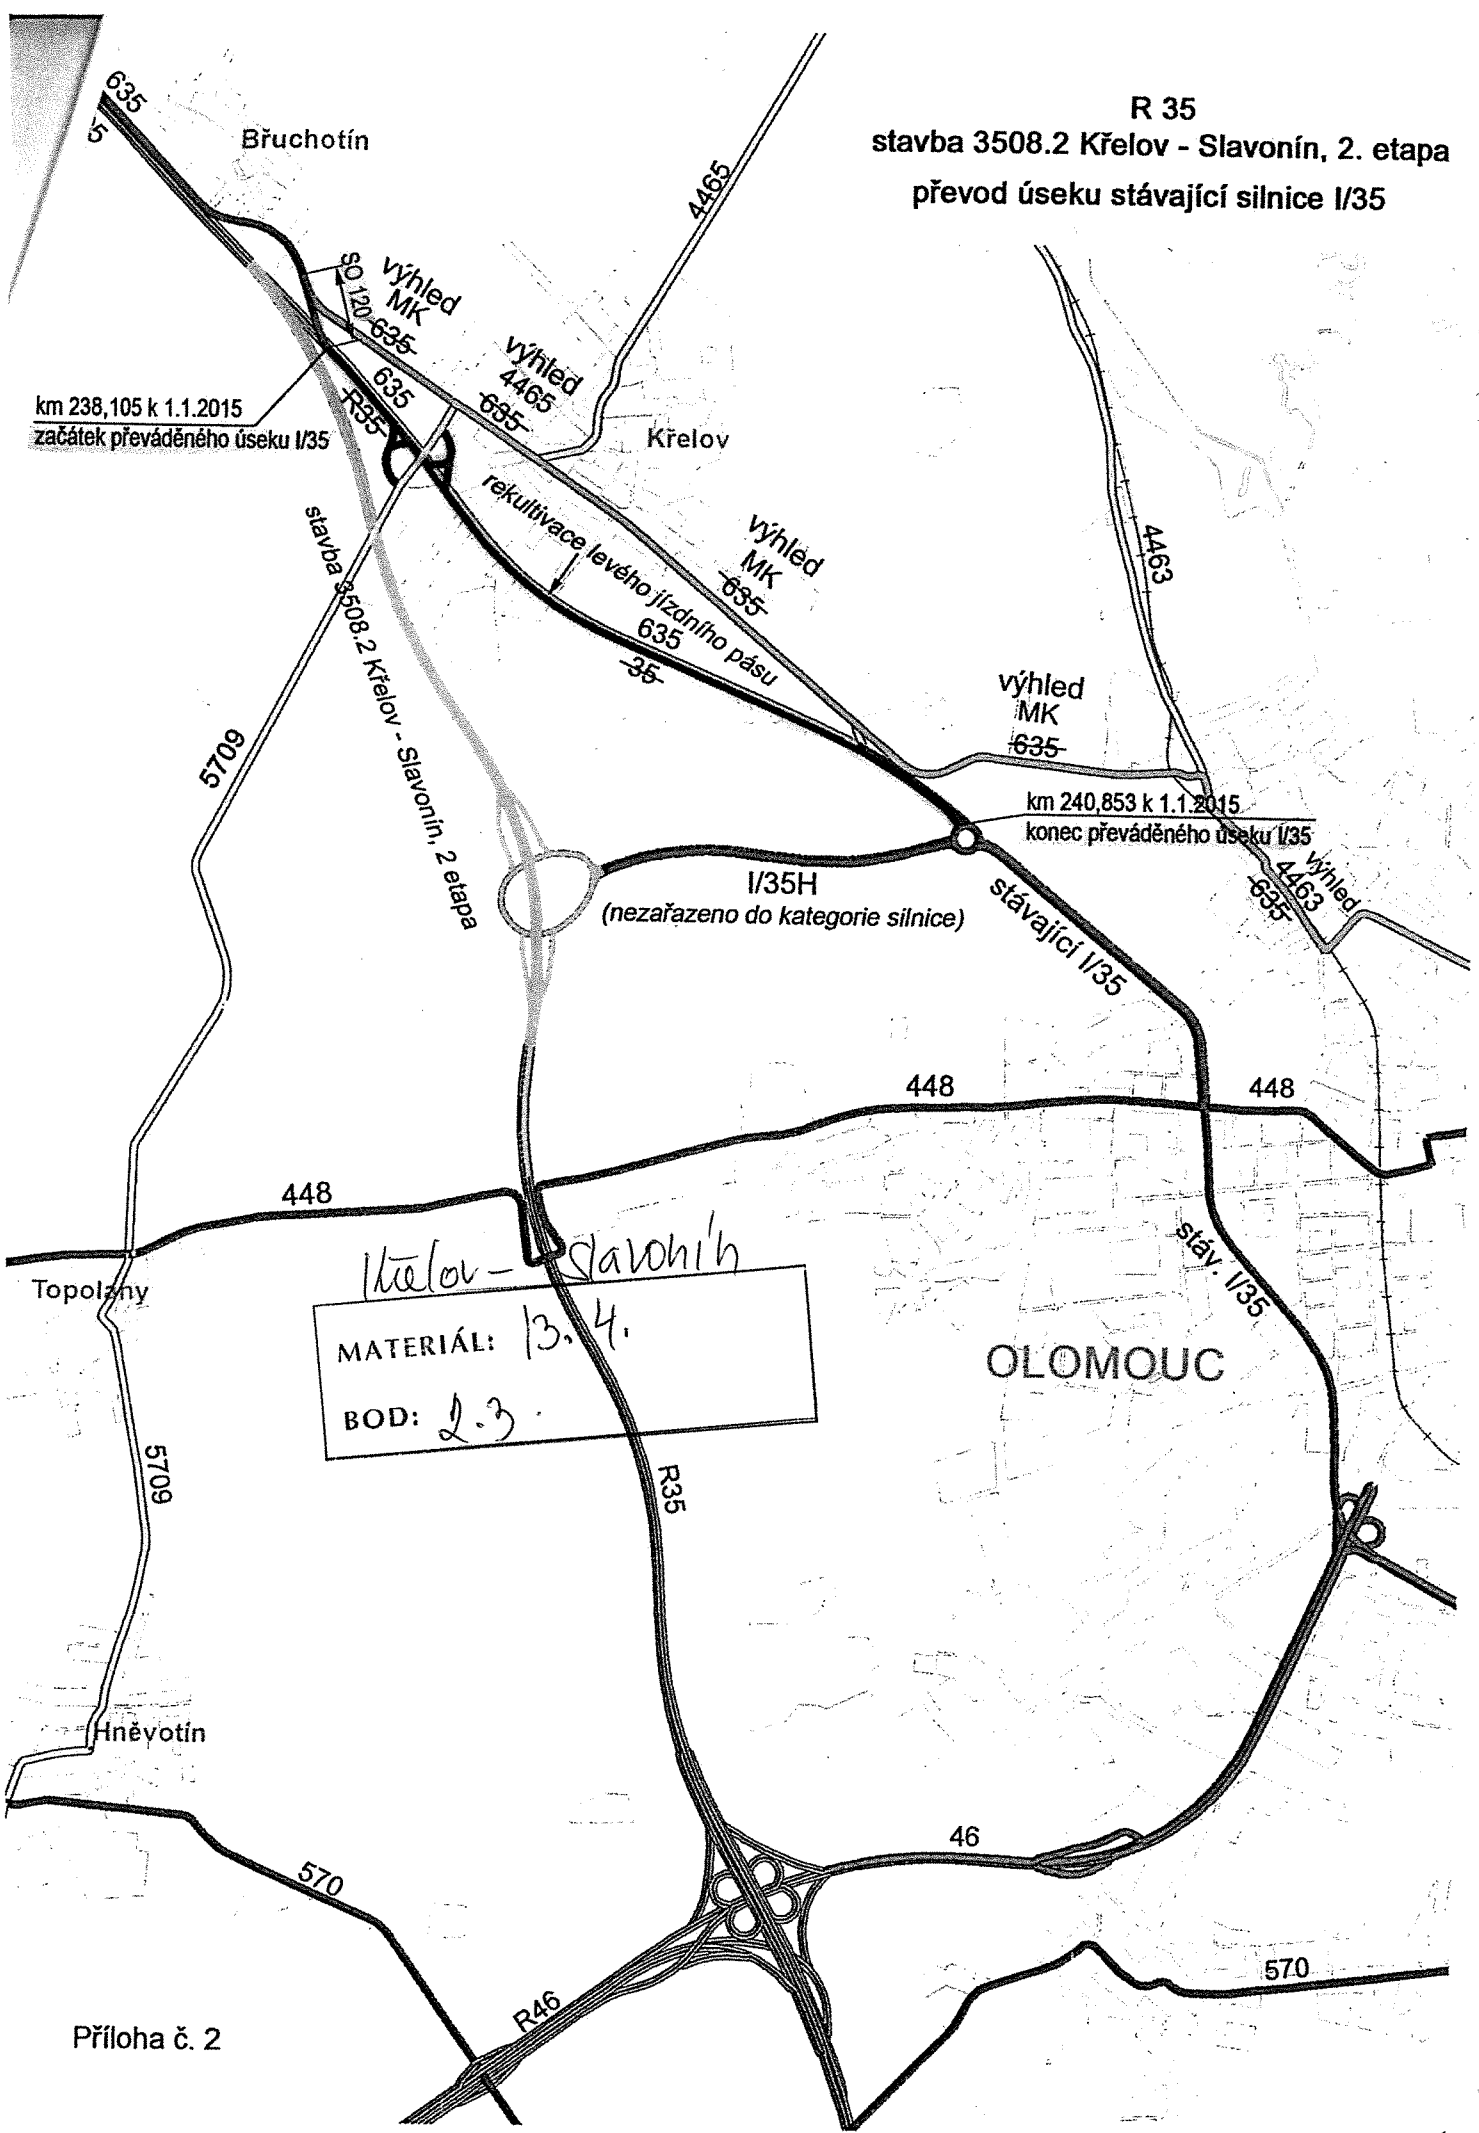 R 35
stavba 3508.2 Křelov - Slavonín, 2. etapa
převod úseku stávající silnice I/35
635
Břuchotín
4465
SO 120
výhled
MK
635
výhled
4465
635
635
R35
km 238,105 k 1.1.2015
začátek převáděného úseku I/35
Křelov
rekultivace levého jízdního pásu
výhled
MK
635
4463
635
35
stavba 3508.2 Křelov - Slavonín, 2 etapa
5709
výhled
MK
635
km 240,853 k 1.1.2015
konec převáděného úseku I/35
výhled
4463
635
I/35H
(nezařazeno do kategorie silnice)
stávající I/35
448
448
448
stáv. I/35
Topolany
Křelov - Slavonín
MATERIÁL: 13.4.
BOD: 2.3.
OLOMOUC
5709
R35
Hněvotín
46
570
570
R46
Příloha č. 2